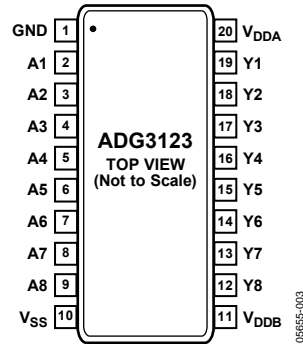 GND 1 20 VDDA
A1 2 19 Y1
A2 3 18 Y2
A3 4 17 Y3
A4 5 16 Y4
A5 6 15 Y5
A6 7 14 Y6
A7 8 13 Y7
A8 9 12 Y8
VSS 10 11 VDDB
ADG3123
TOP VIEW
(Not to Scale)
05655-003